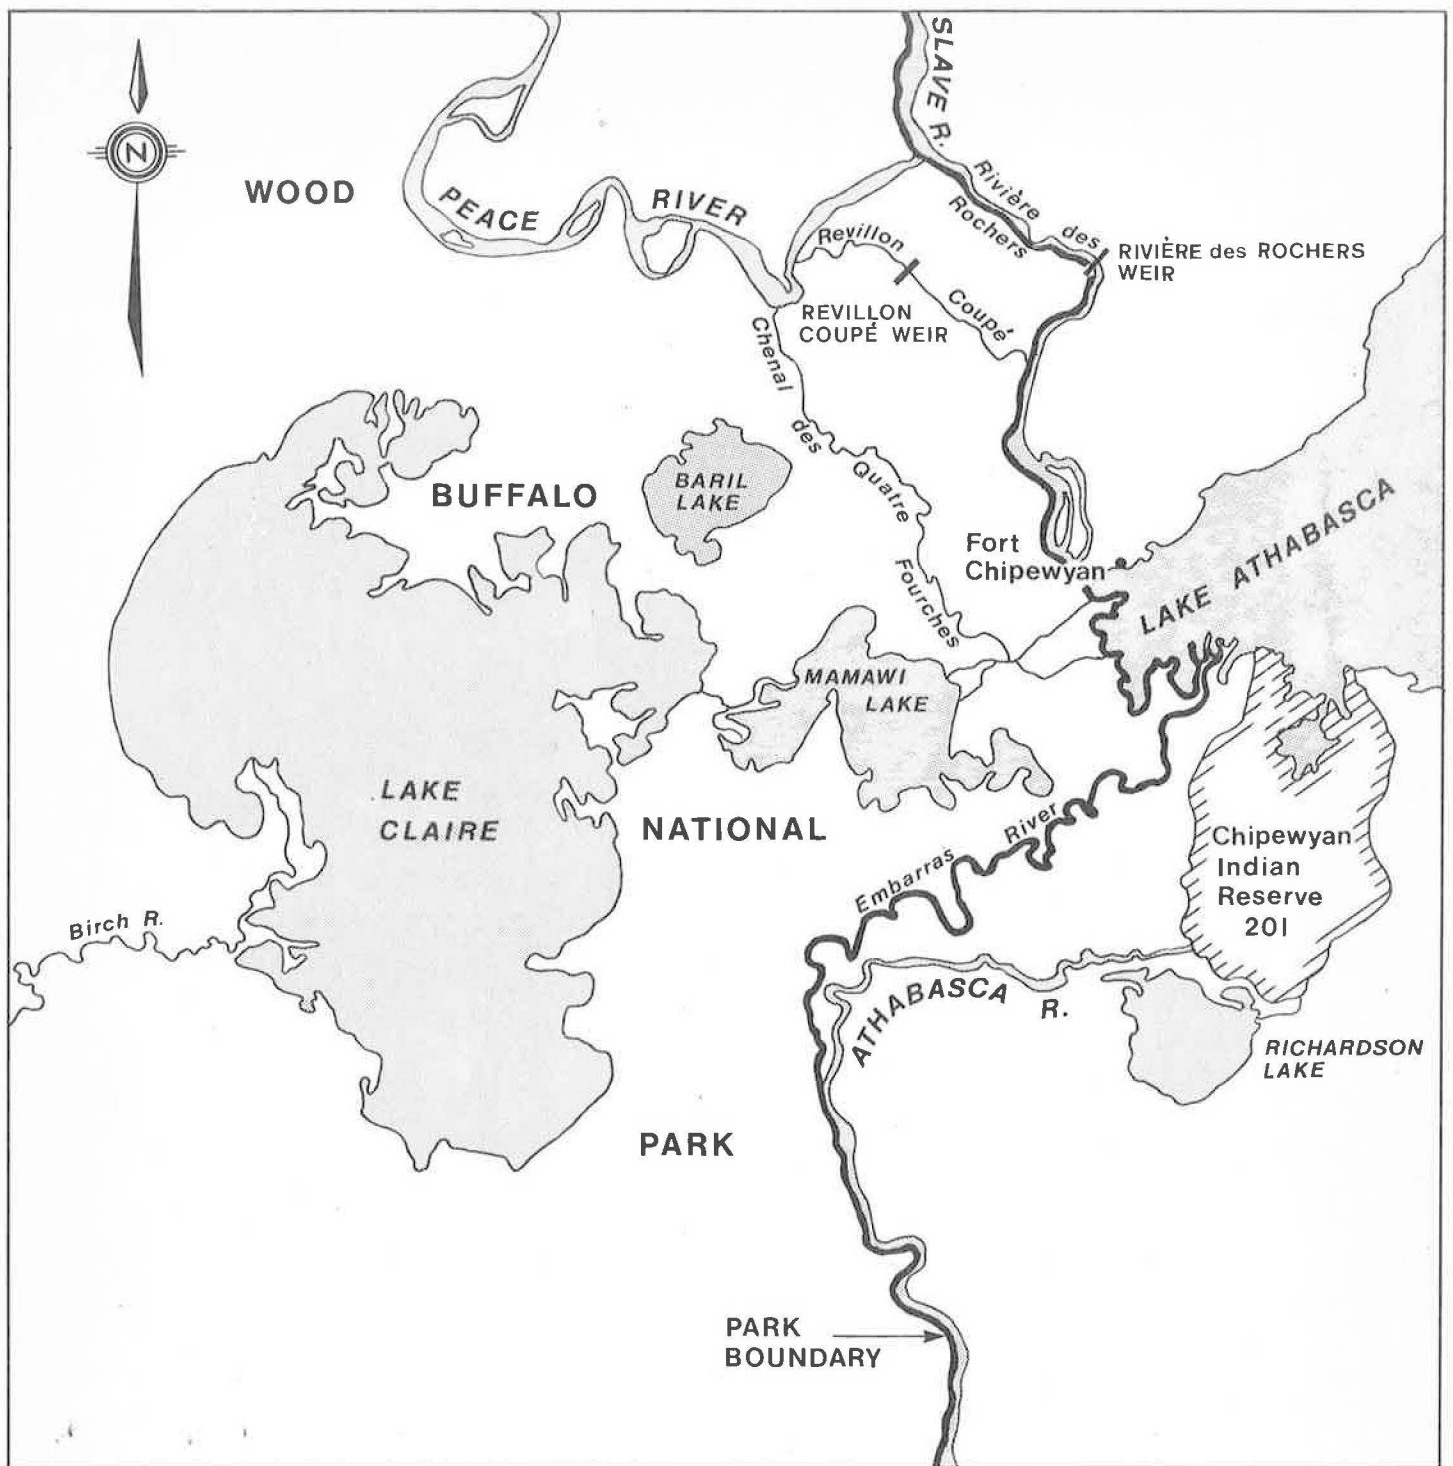 SLAVE R.
N
WOOD
PEACE RIVER
Rivière des
Rochers
Revillon
Coupé
RIVIÈRE des ROCHERS
WEIR
REVILLON
COUPÉ WEIR
Chenal des Quatre Fourches
BUFFALO
BARIL
LAKE
Fort
Chipewyan
LAKE ATHABASCA
MAMAWI
LAKE
LAKE
CLAIRE
NATIONAL
Embarras River
Chipewyan
Indian
Reserve
201
Birch R.
ATHABASCA R.
RICHARDSON
LAKE
PARK
PARK
BOUNDARY